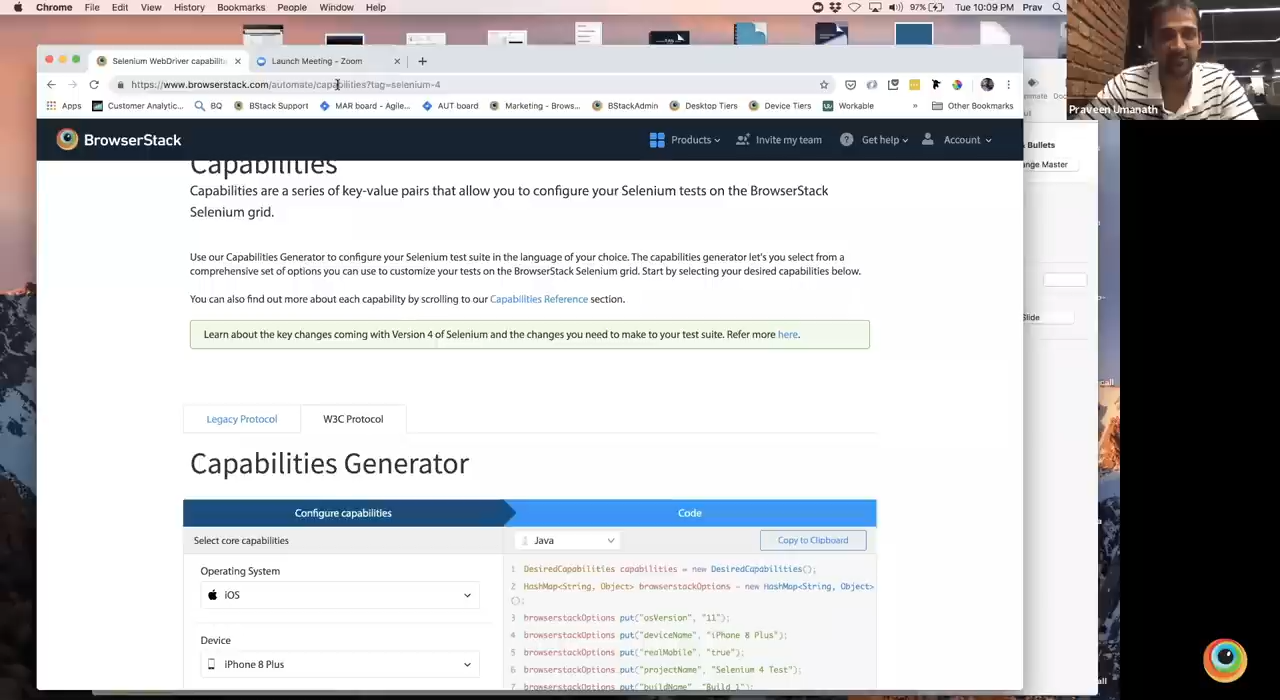 Chrome File Edit View History Bookmarks People Window Help 97% Tue 10:09 PM Prav
Selenium WebDriver capabiliti Launch Meeting - Zoom
https://www.browserstack.com/automate/capabilities?tag=selenium-4
Apps Customer Analytic... BQ BStack Support MAR board - Agile... AUT board Marketing - Brows... BStackAdmin Desktop Tiers Device Tiers Workable » Other Bookmarks
Praveen Umanath
BrowserStack Products Invite my team Get help Account
& Bullets
Capabilities
Capabilities are a series of key-value pairs that allow you to configure your Selenium tests on the BrowserStack
Selenium grid.
Use our Capabilities Generator to configure your Selenium test suite in the language of your choice. The capabilities generator let's you select from a
comprehensive set of options you can use to customize your tests on the BrowserStack Selenium grid. Start by selecting your desired capabilities below.
You can also find out more about each capability by scrolling to our Capabilities Reference section.
Learn about the key changes coming with Version 4 of Selenium and the changes you need to make to your test suite. Refer more here.
Legacy Protocol W3C Protocol
Capabilities Generator
Configure capabilities Code
Select core capabilities Java Copy to Clipboard
Operating System
iOS
Device
iPhone 8 Plus
1 DesiredCapabilities capabilities = new DesiredCapabilities();
2 HashMap<String, Object> browserstackOptions = new HashMap<String, Object>
();
3 browserstackOptions put("osVersion", "11");
4 browserstackOptions put("deviceName", "iPhone 8 Plus");
5 browserstackOptions put("realMobile", "true");
6 browserstackOptions put("projectName", "Selenium 4 Test");
7 browserstackOptions put("buildName", "Build 1");
ange Master
Slide